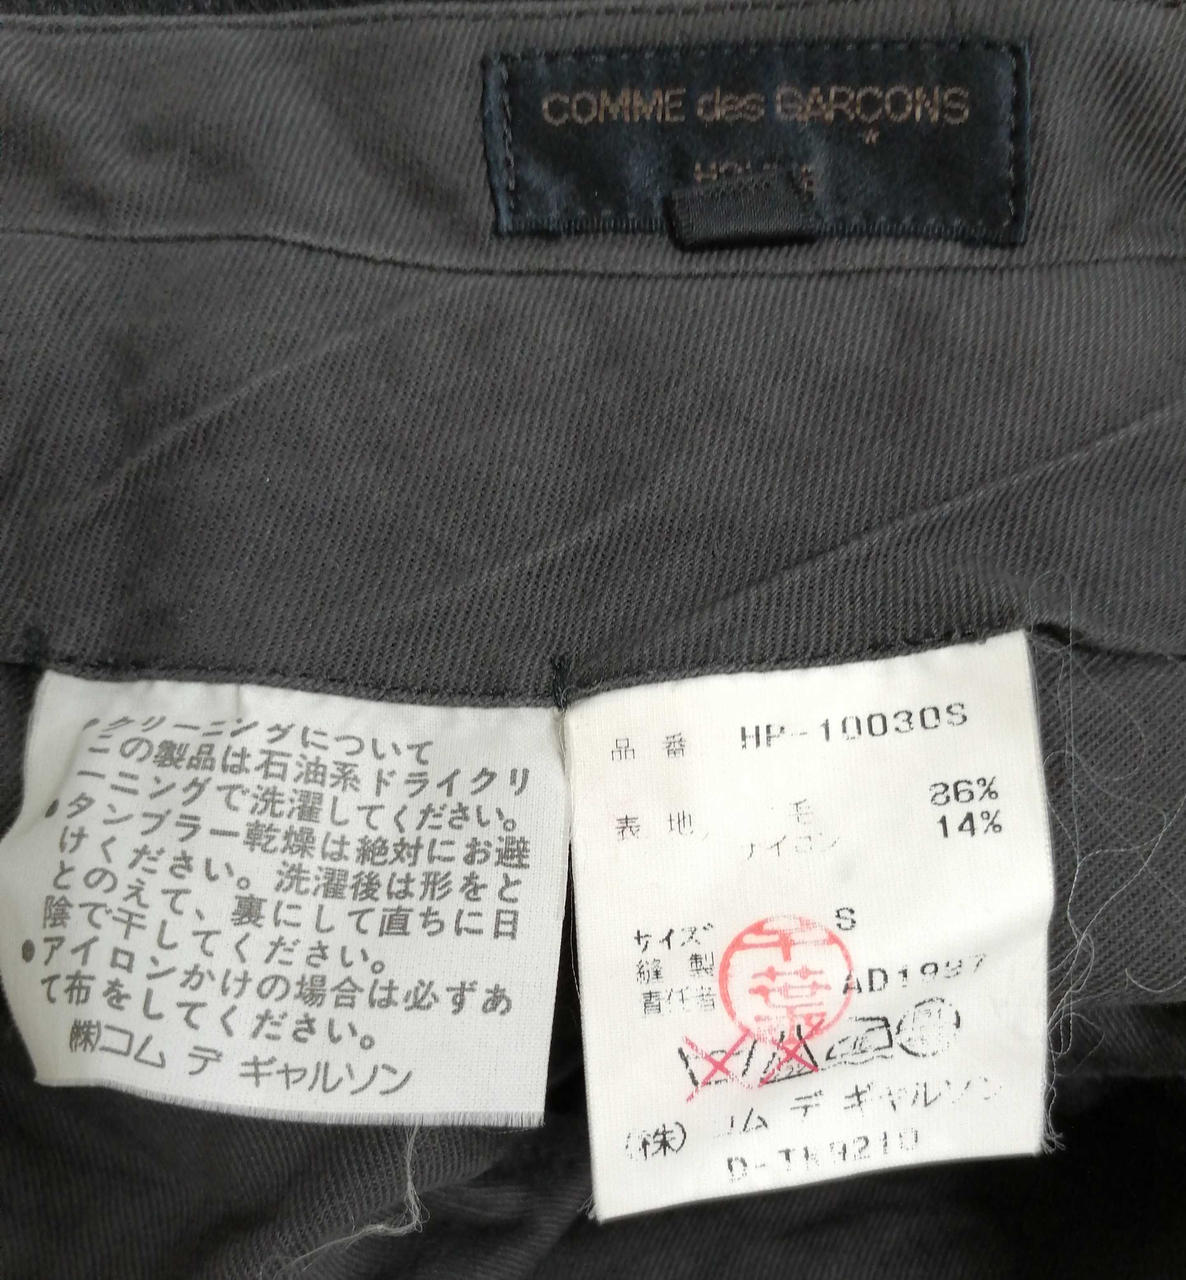 COMME des GARÇONS
*
・クリーニングについて
この製品は石油系ドライクリ
ーニングで洗濯してください。
・タンブラー乾燥は絶対にお避
けください。洗濯後は形をと
とのえて、裏にして直ちに日
陰で干してください。
・アイロンかけの場合は必ずあ
て布をしてください。
㈱コム デ ギャルソン
品番 HP-10030S
表地 毛 86%
ナイロン 14%
サイズ S
縫製
責任者
千葉
AD1997
(株) コム デ ギャルソン
D-TK9210